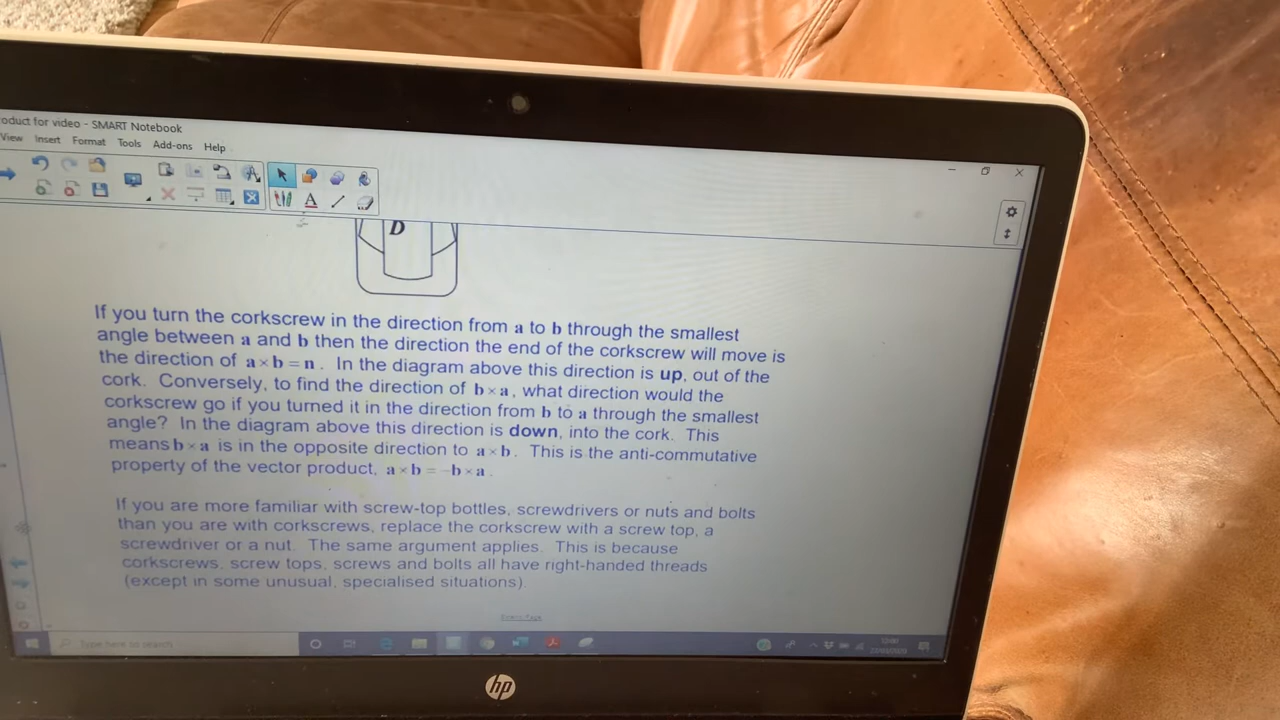 oduct for video - SMART Notebook
View Insert Format Tools Add-ons Help
A
D
If you turn the corkscrew in the direction from a to b through the smallest
angle between a and b then the direction the end of the corkscrew will move is
the direction of a×b=n. In the diagram above this direction is up, out of the
cork. Conversely, to find the direction of b×a, what direction would the
corkscrew go if you turned it in the direction from b to a through the smallest
angle? In the diagram above this direction is down, into the cork. This
means b×a is in the opposite direction to a×b. This is the anti-commutative
property of the vector product, a×b=-b×a.
If you are more familiar with screw-top bottles, screwdrivers or nuts and bolts
than you are with corkscrews, replace the corkscrew with a screw top, a
screwdriver or a nut. The same argument applies. This is because
corkscrews, screw tops, screws and bolts all have right-handed threads
(except in some unusual, specialised situations).
Type here to search
hp